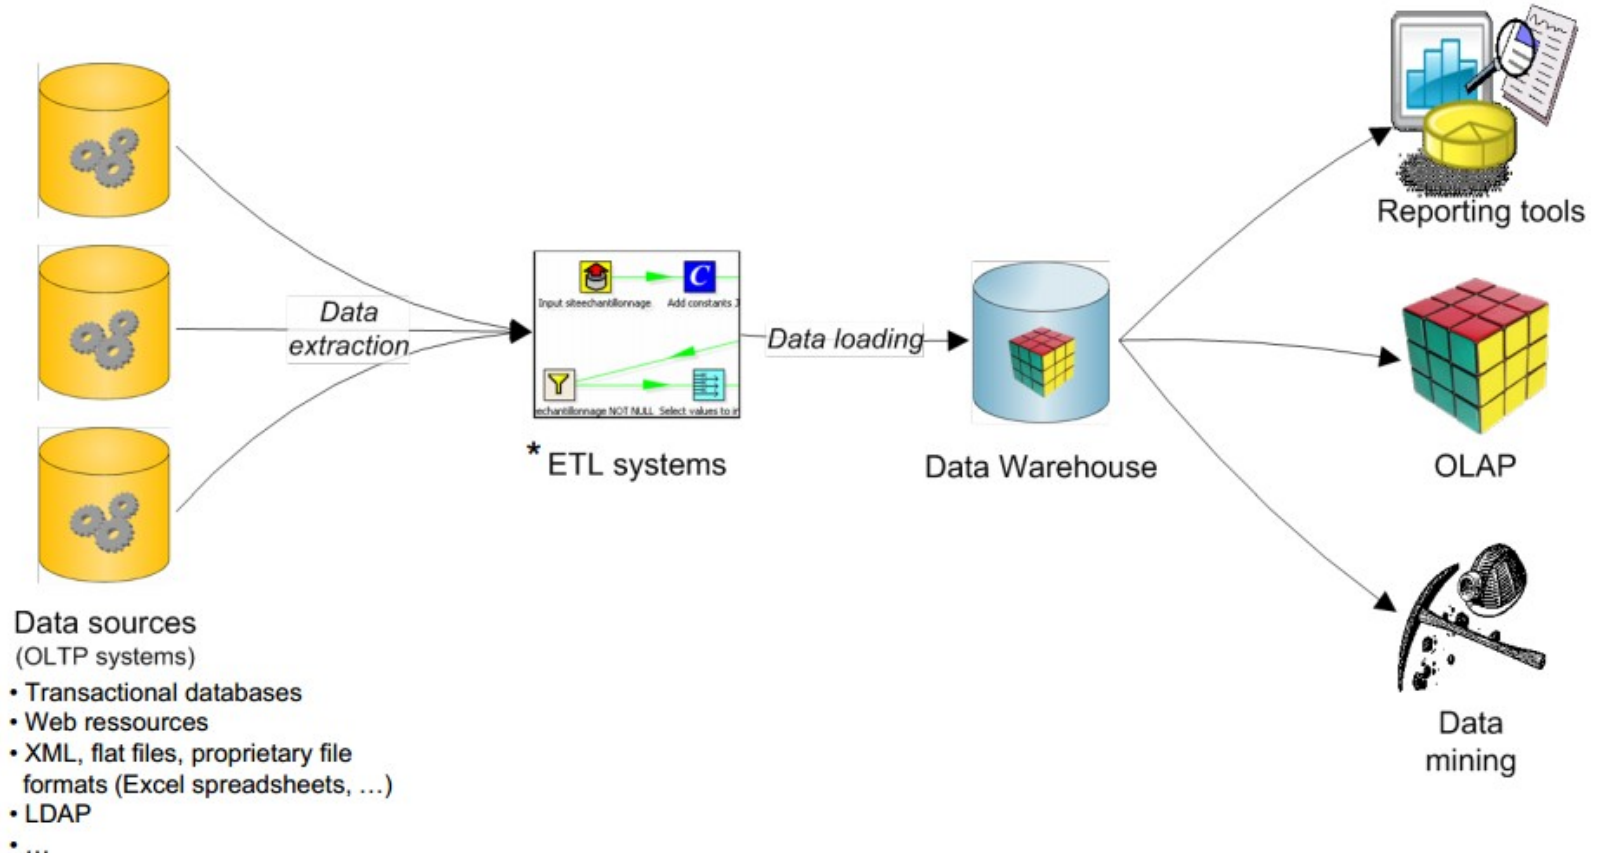 Reporting tools
Data
extraction
Input siteechantillonnage
Add constants 3
C
Data loading
echantillonnage NOT NULL
Select values to ir
* ETL systems
Data Warehouse
OLAP
Data sources
(OLTP systems)
• Transactional databases
• Web ressources
• XML, flat files, proprietary file
formats (Excel spreadsheets, ...)
• LDAP
• ...
Data
mining